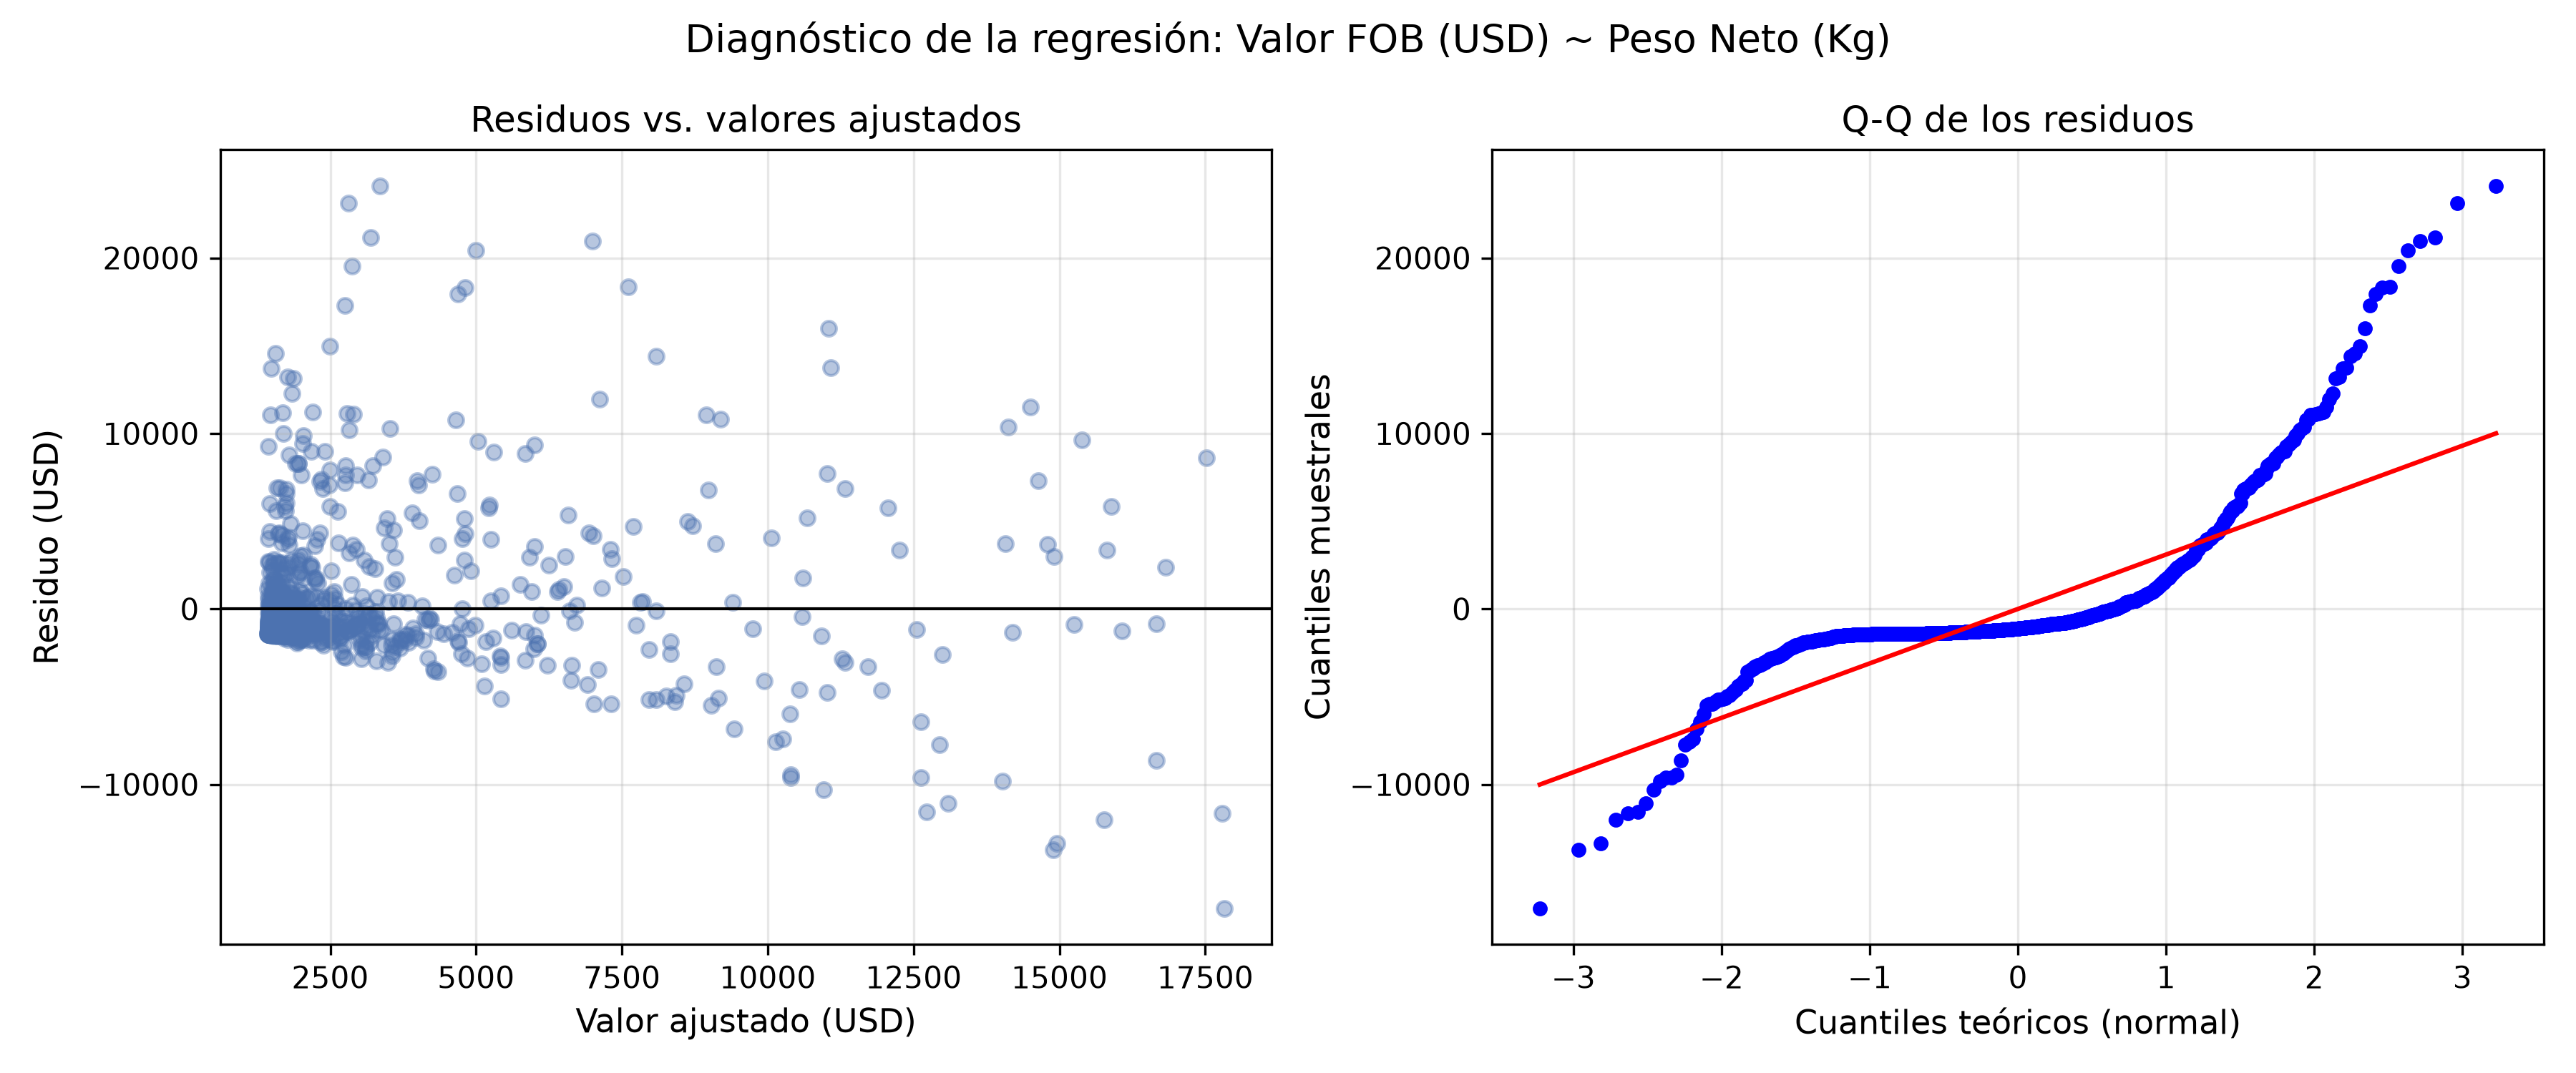 Diagnóstico de la regresión: Valor FOB (USD) ~ Peso Neto (Kg)
Residuos vs. valores ajustados
Residuo (USD)
20000
10000
0
−10000
2500 5000 7500 10000 12500 15000 17500
Valor ajustado (USD)
Q-Q de los residuos
Cuantiles muestrales
20000
10000
0
−10000
−3 −2 −1 0 1 2 3
Cuantiles teóricos (normal)